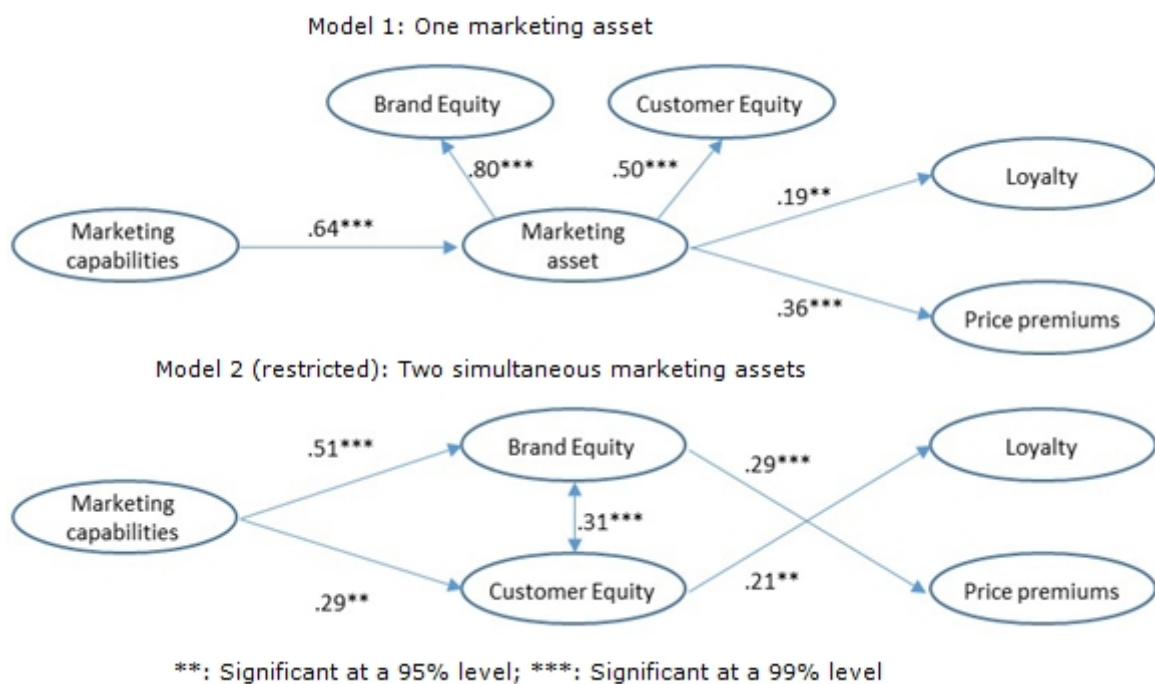 Model 1: One marketing asset
Brand Equity
Customer Equity
.80***
.50***
Loyalty
.19**
Marketing
capabilities
.64***
Marketing
asset
.36***
Price premiums
Model 2 (restricted): Two simultaneous marketing assets
.51***
Brand Equity
Loyalty
.29***
Marketing
capabilities
.31***
.29**
Customer Equity
.21**
Price premiums
**: Significant at a 95% level; ***: Significant at a 99% level